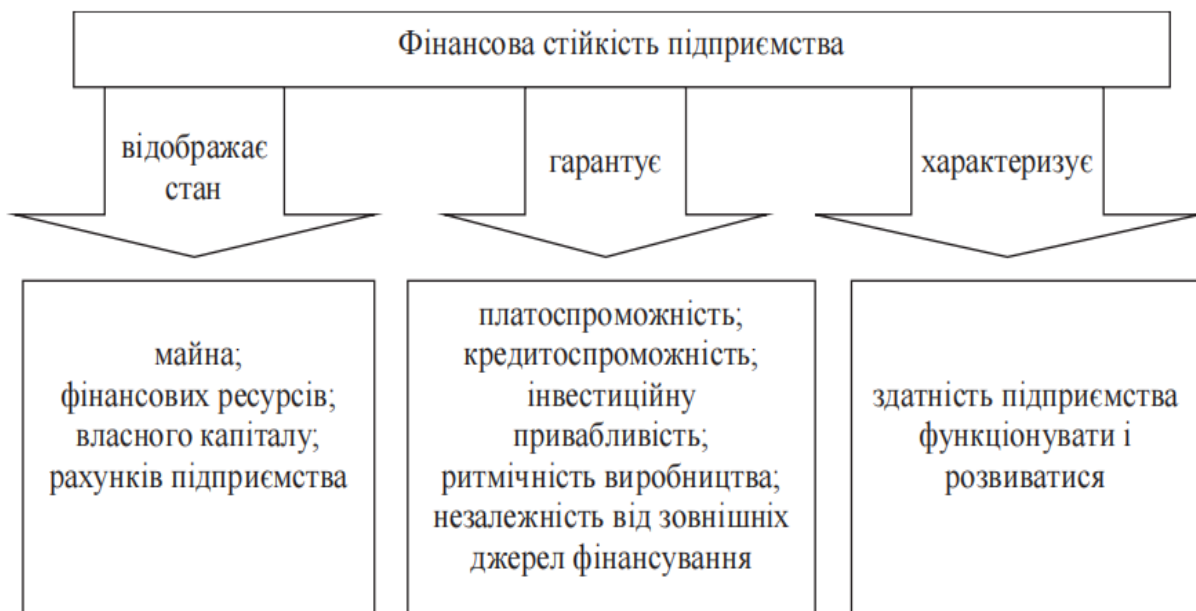 Фінансова стійкість підприємства
відображає
стан
гарантує
характеризує
майна;
фінансових ресурсів;
власного капіталу;
рахунків підприємства
платоспроможність;
кредитоспроможність;
інвестиційну
привабливість;
ритмічність виробництва;
незалежність від зовнішніх
джерел фінансування
здатність підприємства
функціонувати і
розвиватися